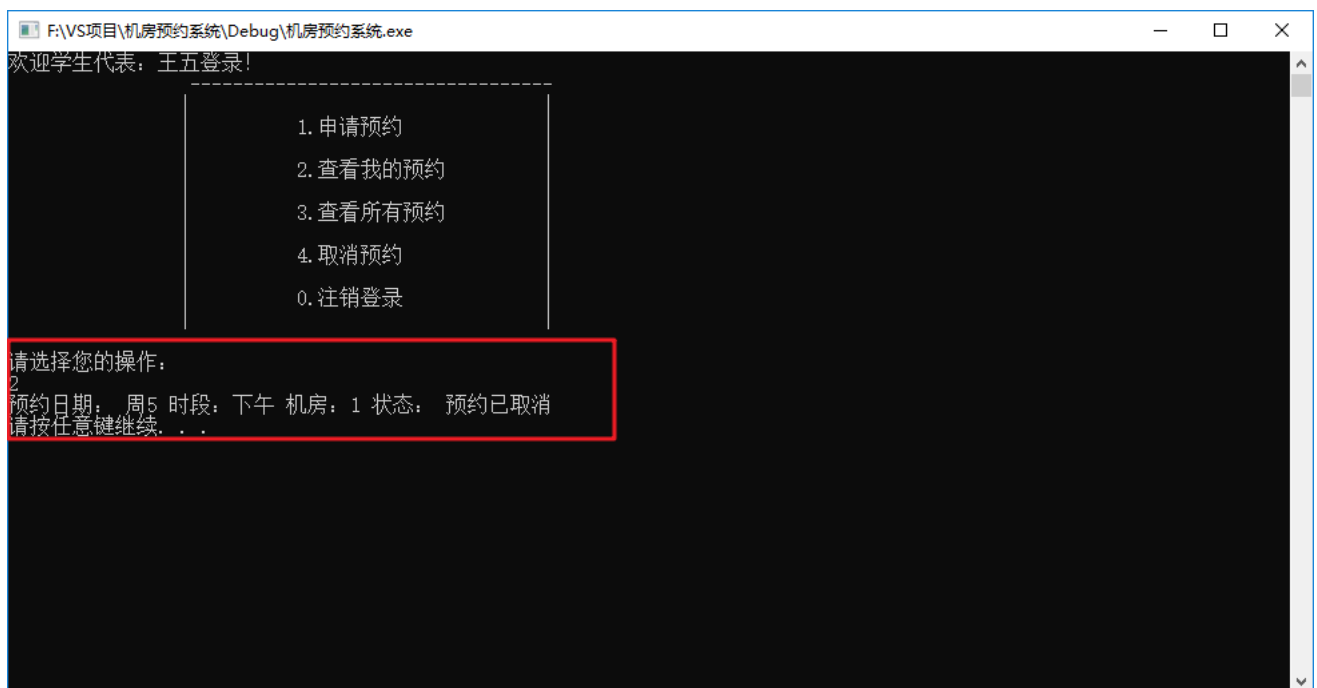 F:\VS项目\机房预约系统\Debug\机房预约系统.exe
欢迎学生代表：王五登录！
1.申请预约
2.查看我的预约
3.查看所有预约
4.取消预约
0.注销登录
请选择您的操作：
2
预约日期： 周5 时段：下午 机房：1 状态： 预约已取消
请按任意键继续. . .